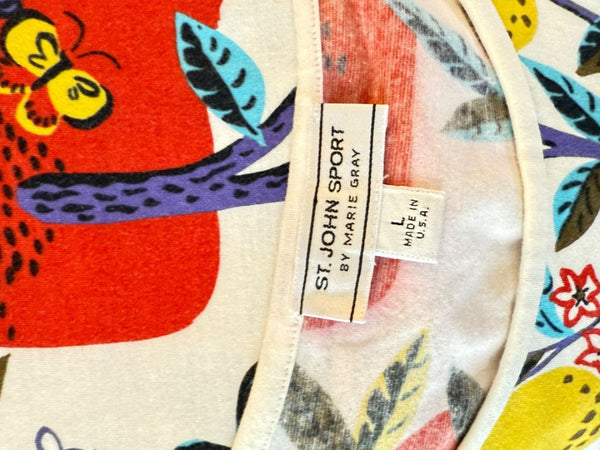 ST. JOHN SPORT
BY MARIE GRAY
L
MADE IN
U.S.A.